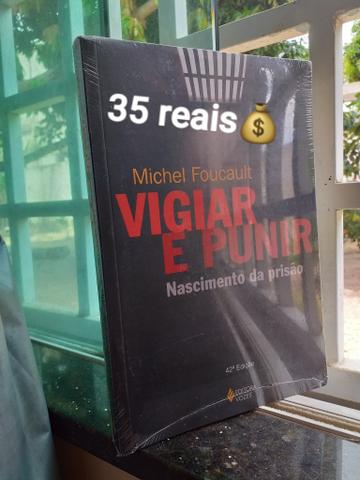 35 reais💰
Michel Foucault
VIGIAR
E PUNIR
Nascimento da prisão
42ª Edição
EDITORA
VOZES